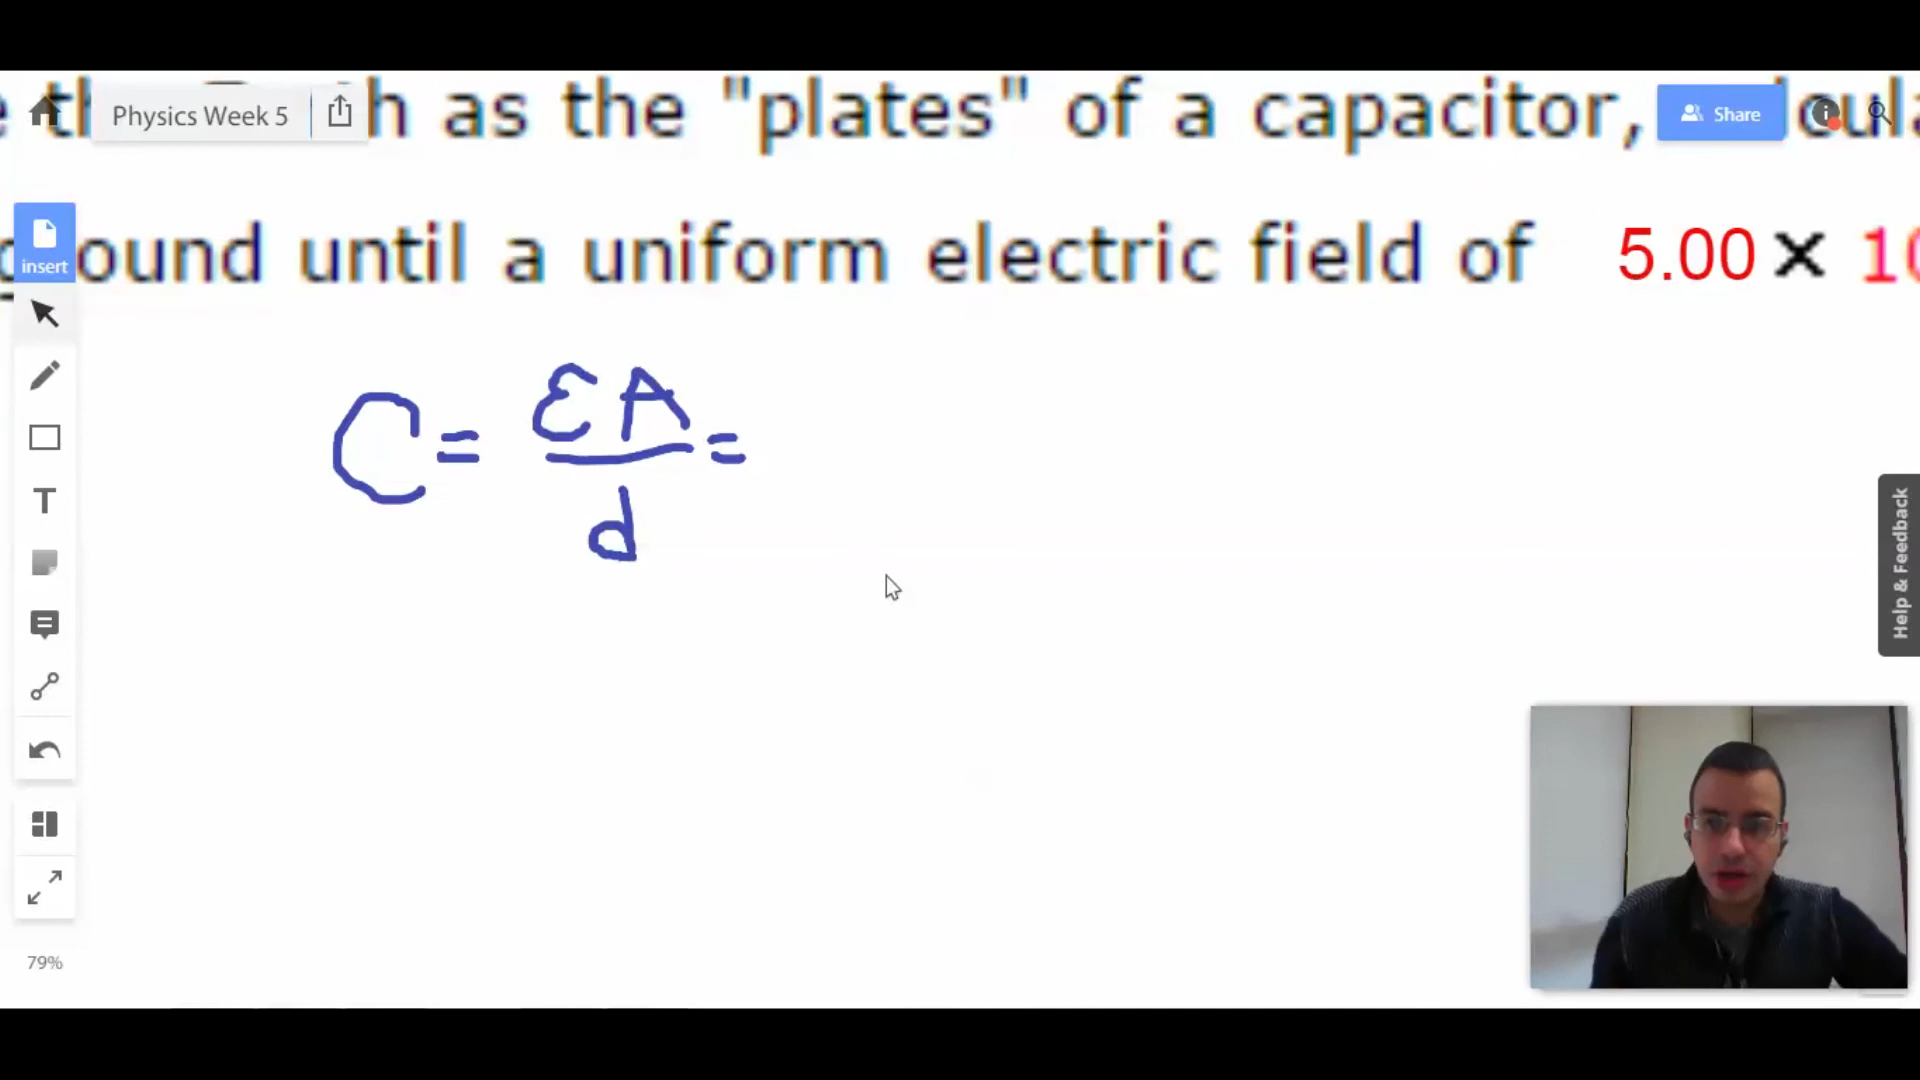 as the "plates" of a capacitor,
Physics Week 5
Share
ound until a uniform electric field of 5.00 × 10
insert
C = εA/d =
T
Help & Feedback
79%